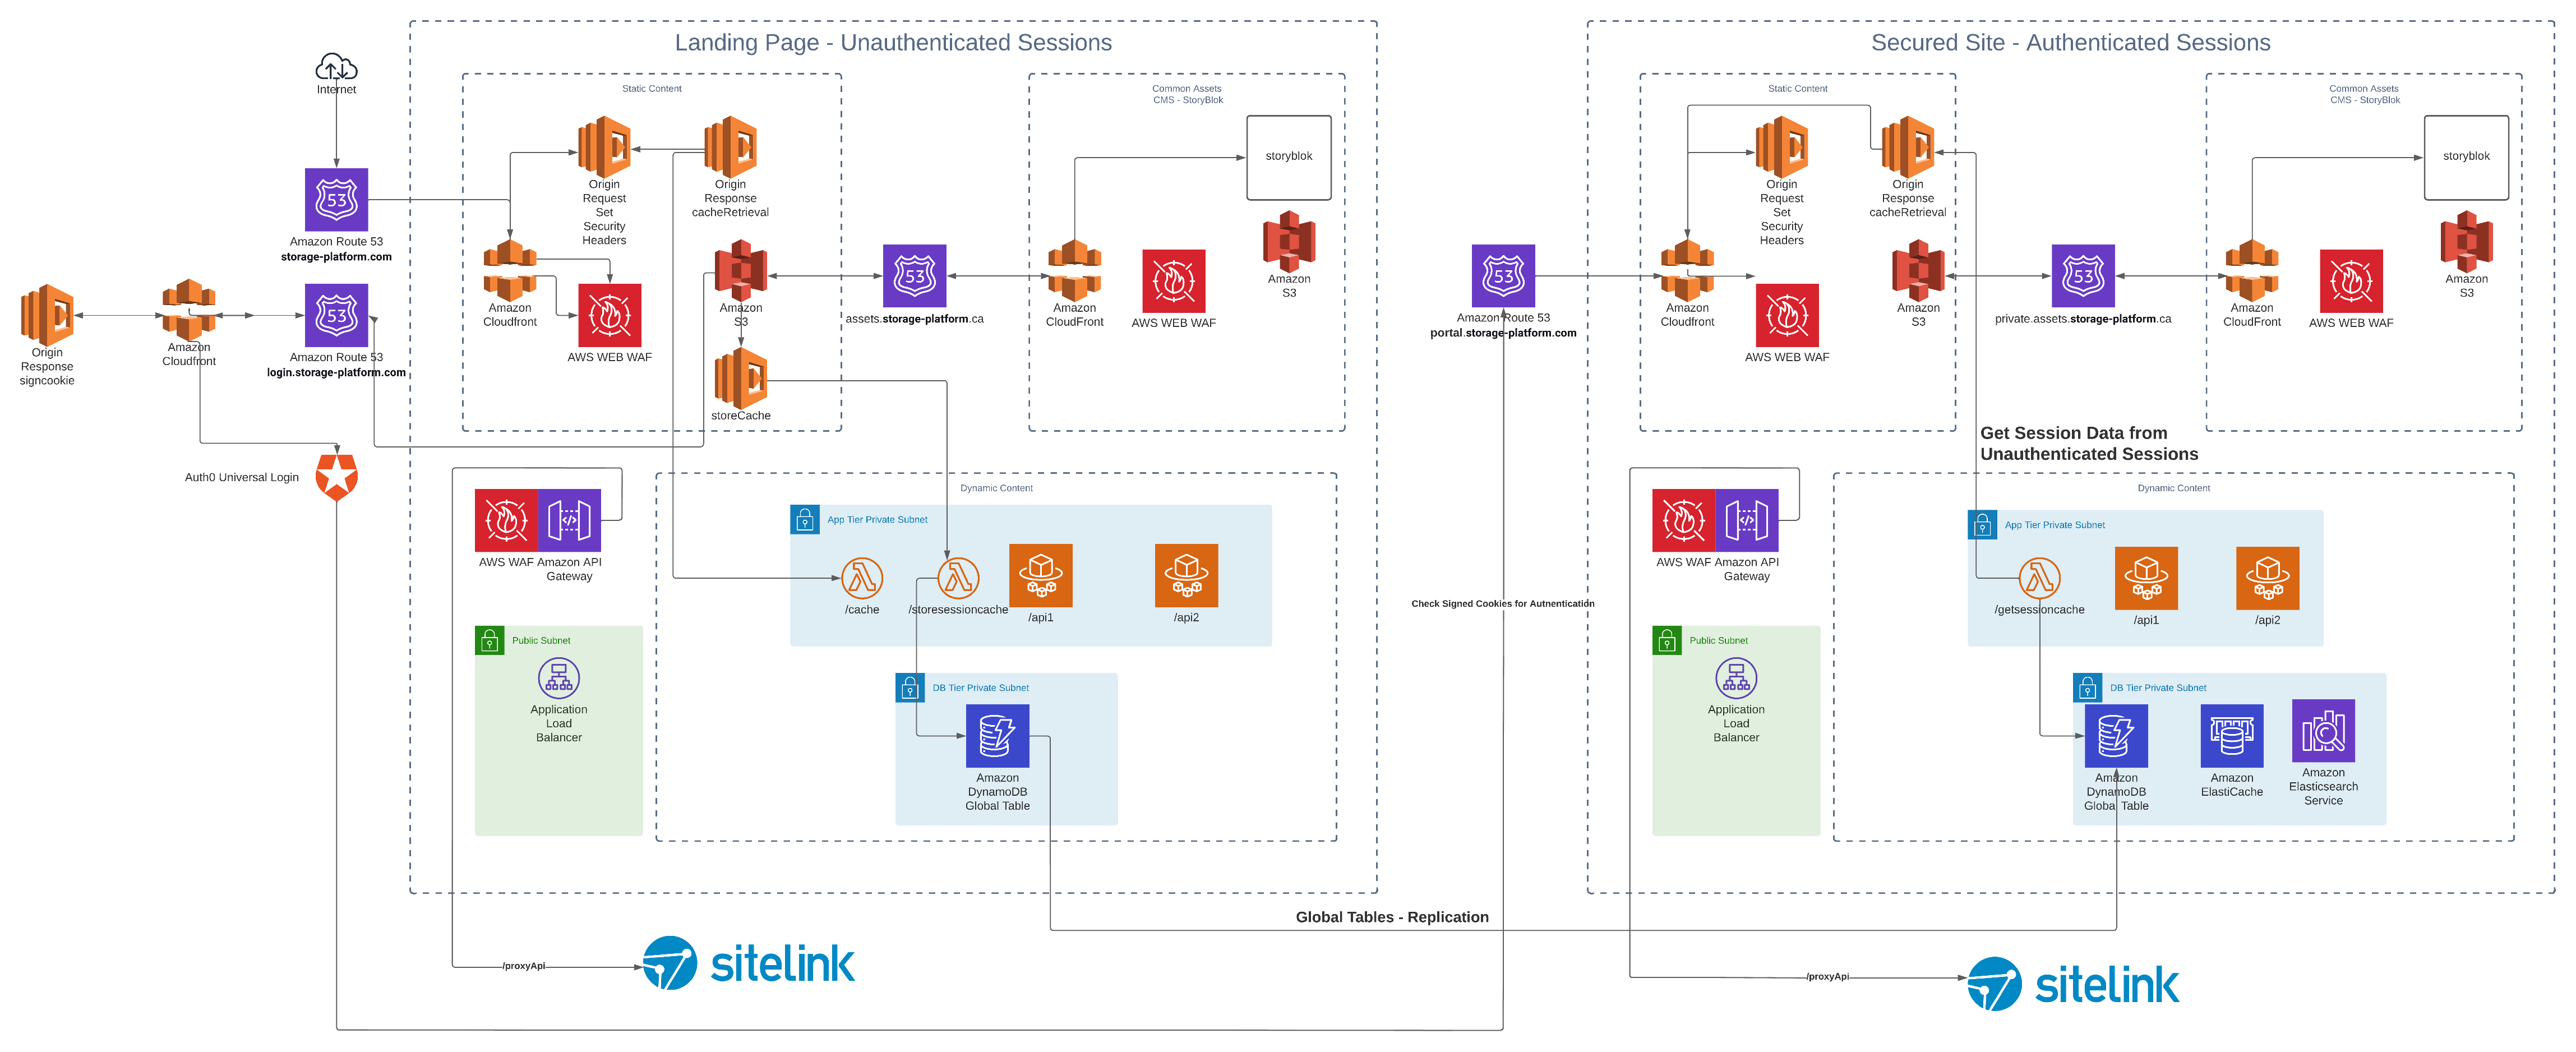 Landing Page - Unauthenticated Sessions
Secured Site - Authenticated Sessions
Internet
53
Amazon Route 53
storage-platform.com
53
Amazon Route 53
login.storage-platform.com
Origin
Response
signcookie
Amazon
Cloudfront
Auth0 Universal Login
Static Content
Origin
Request
Set
Security
Headers
Origin
Response
cacheRetrieval
Amazon
Cloudfront
AWS WEB WAF
Amazon
S3
storeCache
53
assets.storage-platform.ca
Common Assets
CMS - StoryBlok
storyblok
Amazon
CloudFront
AWS WEB WAF
Amazon
S3
AWS WAF
Amazon API
Gateway
Public Subnet
Application
Load
Balancer
Dynamic Content
App Tier Private Subnet
/cache
/storesessioncache
/api1
/api2
DB Tier Private Subnet
Amazon
DynamoDB
Global Table
/proxyApi
sitelink
Global Tables - Replication
Check Signed Cookies for Autnentication
53
Amazon Route 53
portal.storage-platform.com
Static Content
Origin
Request
Set
Security
Headers
Origin
Response
cacheRetrieval
Amazon
Cloudfront
AWS WEB WAF
Amazon
S3
53
private.assets.storage-platform.ca
Common Assets
CMS - StoryBlok
storyblok
Amazon
CloudFront
AWS WEB WAF
Amazon
S3
Get Session Data from
Unauthenticated Sessions
AWS WAF
Amazon API
Gateway
Public Subnet
Application
Load
Balancer
Dynamic Content
App Tier Private Subnet
/getsessioncache
/api1
/api2
DB Tier Private Subnet
Amazon
DynamoDB
Global Table
Amazon
ElastiCache
Amazon
Elasticsearch
Service
/proxyApi
sitelink